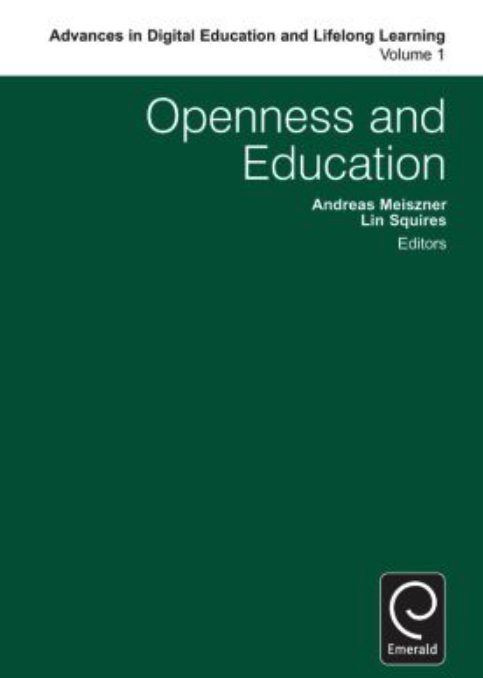 Advances in Digital Education and Lifelong Learning
Volume 1
Openness and
Education
Andreas Meiszner
Lin Squires
Editors
Emerald